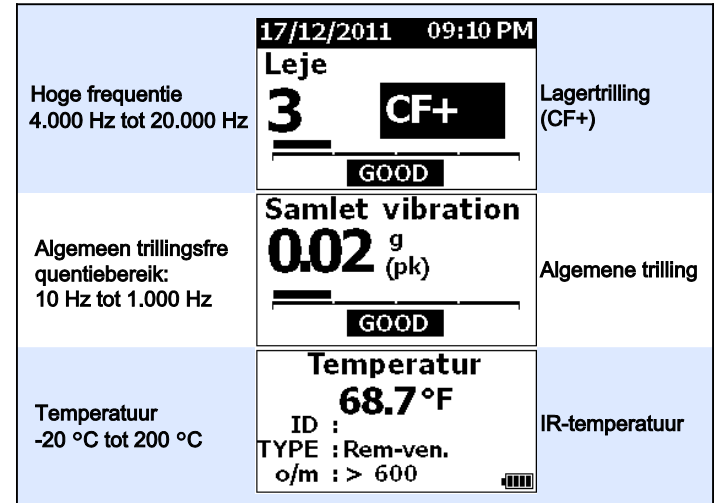 17/12/2011 09:10 PM
Hoge frequentie
4.000 Hz tot 20.000 Hz
Leje
3 CF+
GOOD
Lagertrilling
(CF+)
Algemeen trillingsfre
quentiebereik:
10 Hz tot 1.000 Hz
Samlet vibration
0.02 g
(pk)
GOOD
Algemene trilling
Temperatuur
-20 °C tot 200 °C
Temperatur
68.7°F
ID :
TYPE : Rem-ven.
o/m : > 600
IR-temperatuur